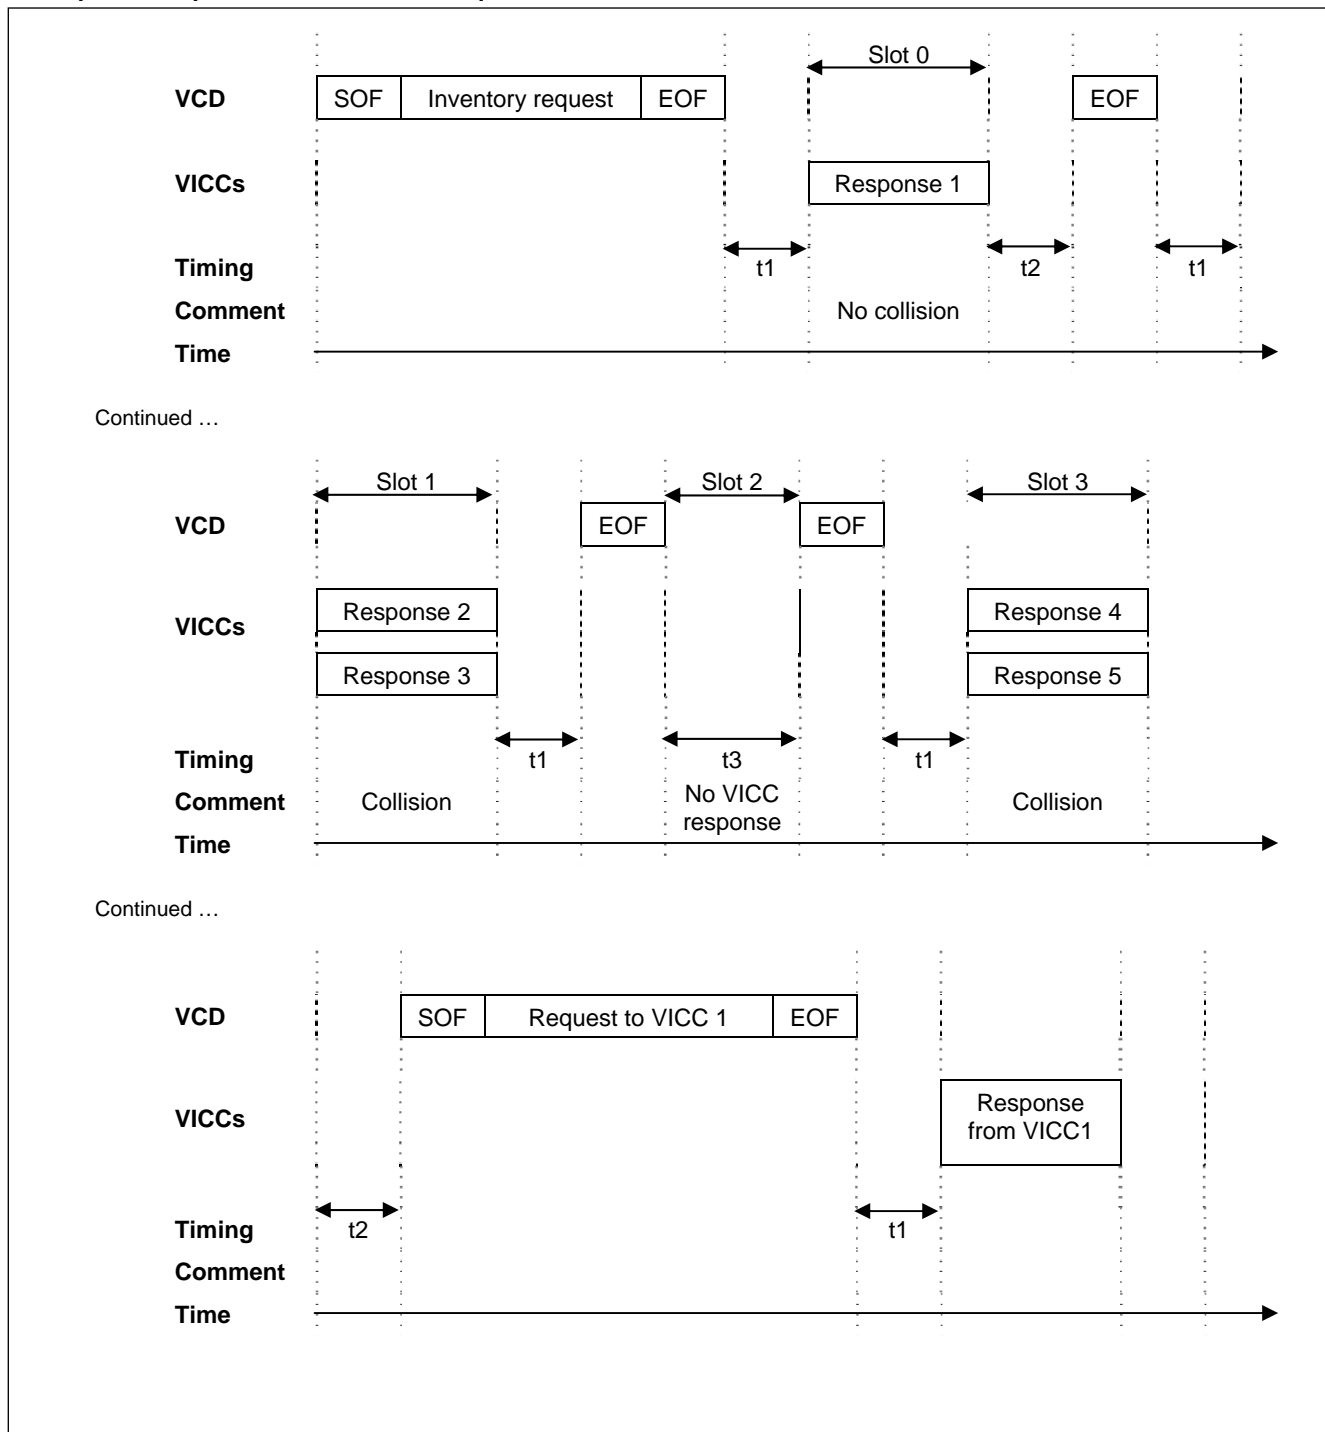 Slot 0
VCD SOF Inventory request EOF EOF
VICCs Response 1
Timing t1 t2 t1
Comment No collision
Time
Continued …
Slot 1 Slot 2 Slot 3
VCD EOF EOF
VICCs
Response 2 Response 4
Response 3 Response 5
Timing t1 t3 t1
Comment Collision No VICC response Collision
Time
Continued …
VCD SOF Request to VICC 1 EOF
VICCs Response
from VICC1
Timing t2 t1
Comment
Time